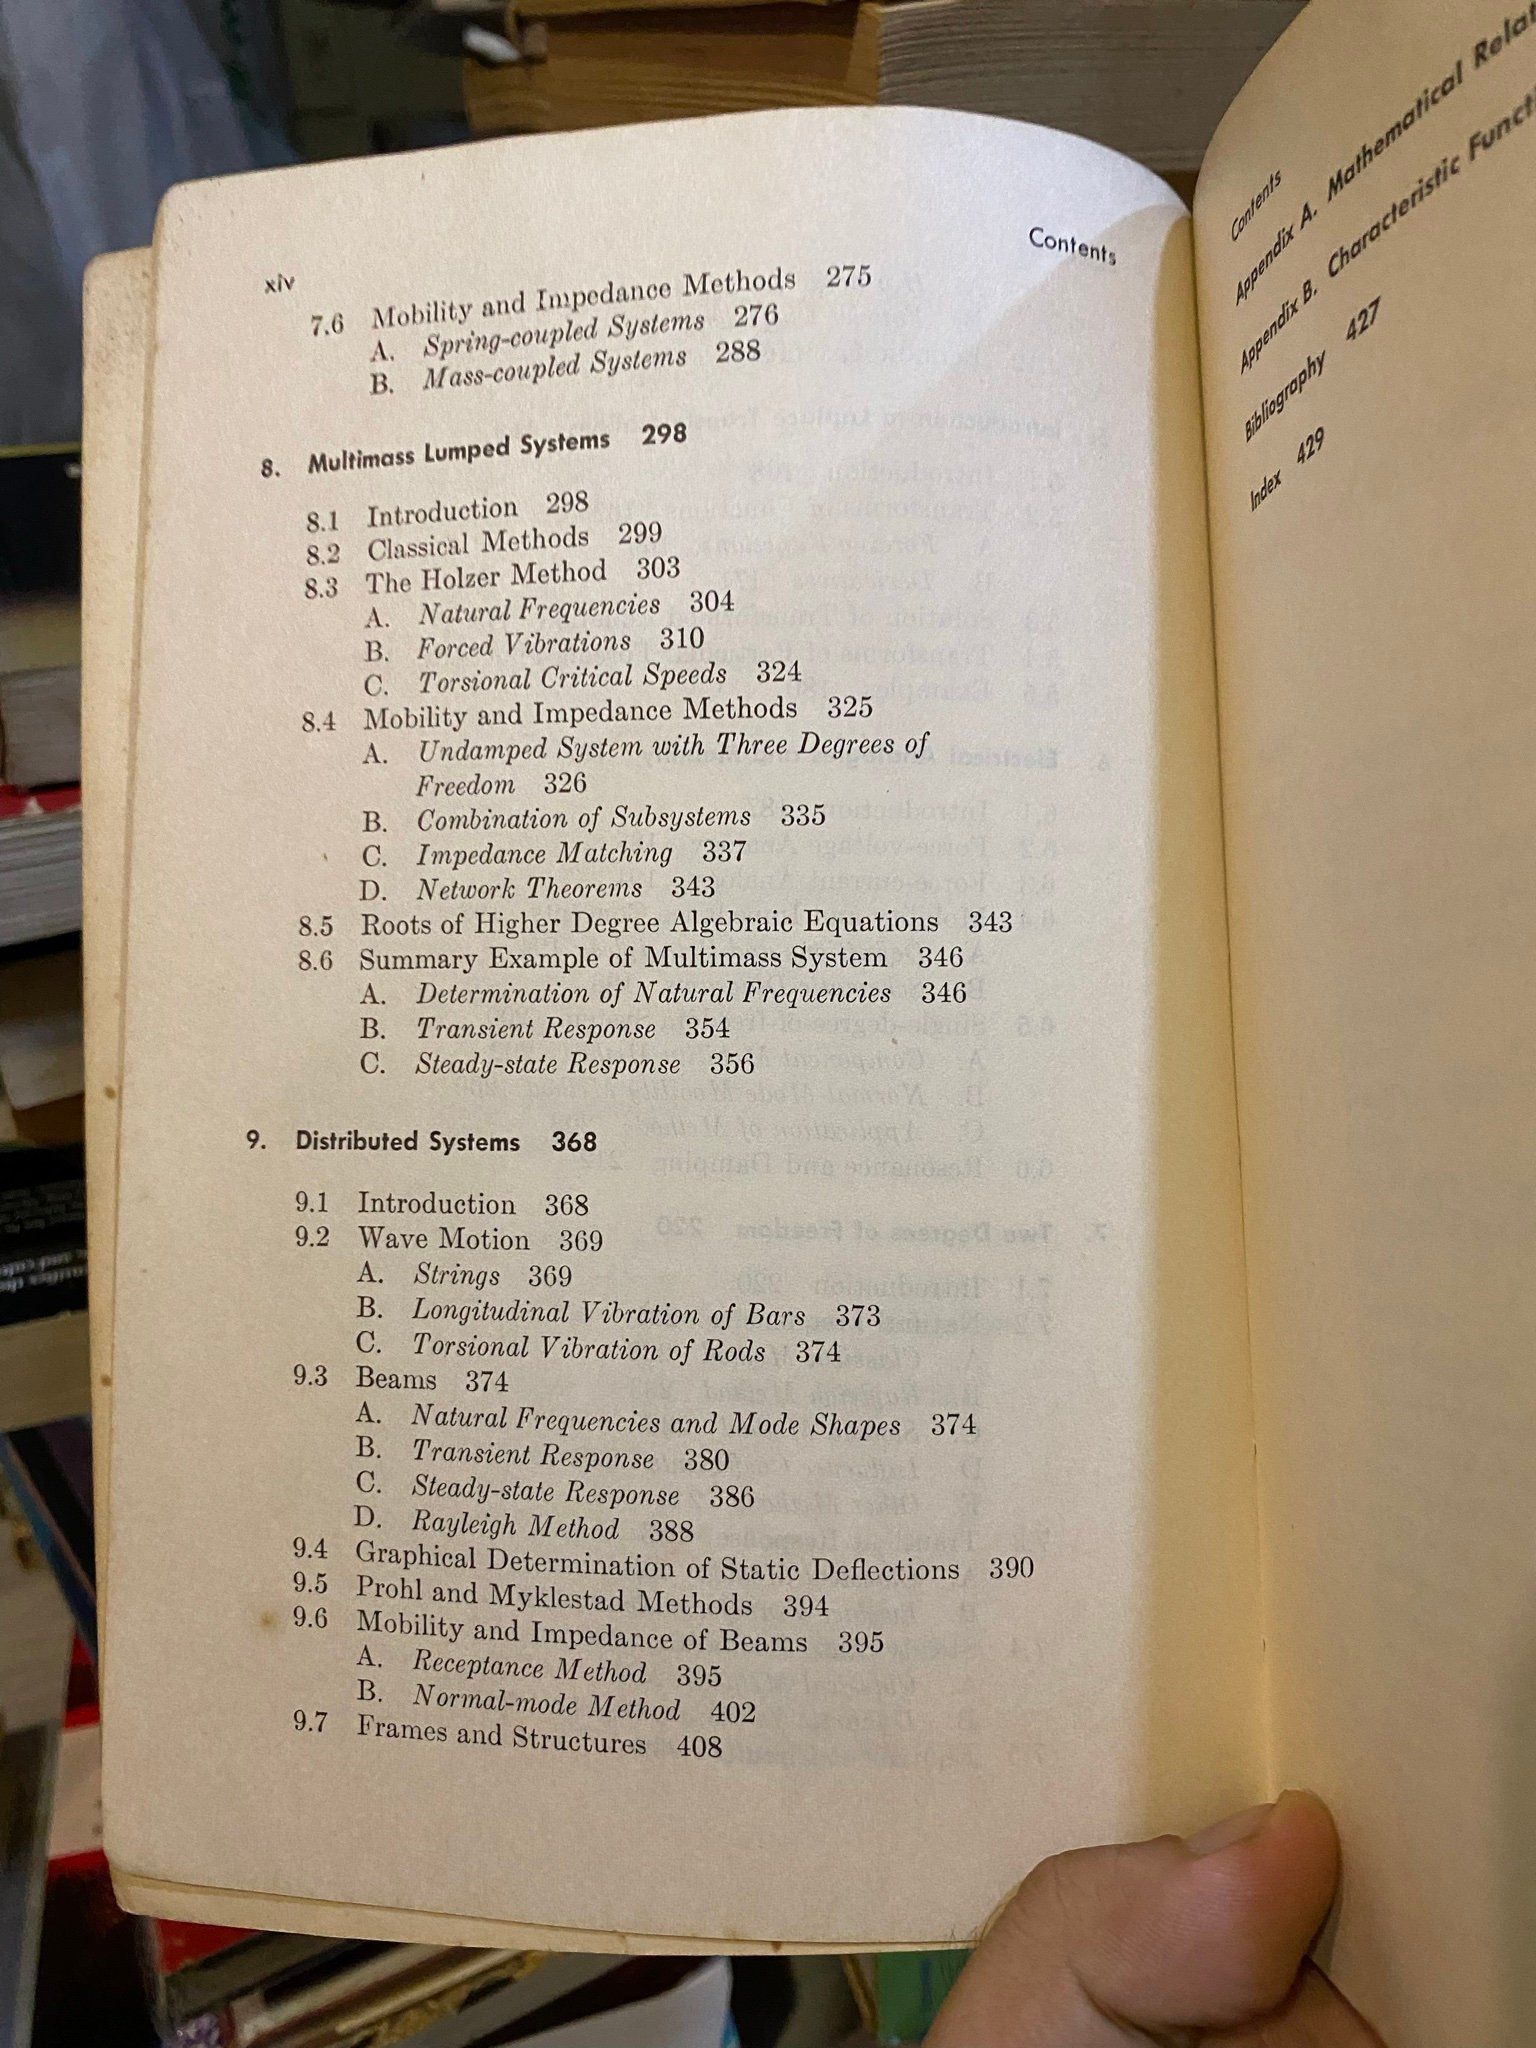 xiv
Contents
7.6 Mobility and Impedance Methods 275
A. Spring-coupled Systems 276
B. Mass-coupled Systems 288
8. Multimass Lumped Systems 298
8.1 Introduction 298
8.2 Classical Methods 299
8.3 The Holzer Method 303
A. Natural Frequencies 304
B. Forced Vibrations 310
C. Torsional Critical Speeds 324
8.4 Mobility and Impedance Methods 325
A. Undamped System with Three Degrees of
Freedom 326
B. Combination of Subsystems 335
C. Impedance Matching 337
D. Network Theorems 343
8.5 Roots of Higher Degree Algebraic Equations 343
8.6 Summary Example of Multimass System 346
A. Determination of Natural Frequencies 346
B. Transient Response 354
C. Steady-state Response 356
9. Distributed Systems 368
9.1 Introduction 368
9.2 Wave Motion 369
A. Strings 369
B. Longitudinal Vibration of Bars 373
C. Torsional Vibration of Rods 374
9.3 Beams 374
A. Natural Frequencies and Mode Shapes 374
B. Transient Response 380
C. Steady-state Response 386
D. Rayleigh Method 388
9.4 Graphical Determination of Static Deflections 390
9.5 Prohl and Myklestad Methods 394
9.6 Mobility and Impedance of Beams 395
A. Receptance Method 395
B. Normal-mode Method 402
9.7 Frames and Structures 408
Contents
Appendix A. Mathematical
Appendix B. Characteristic
Bibliography 427
Index 429